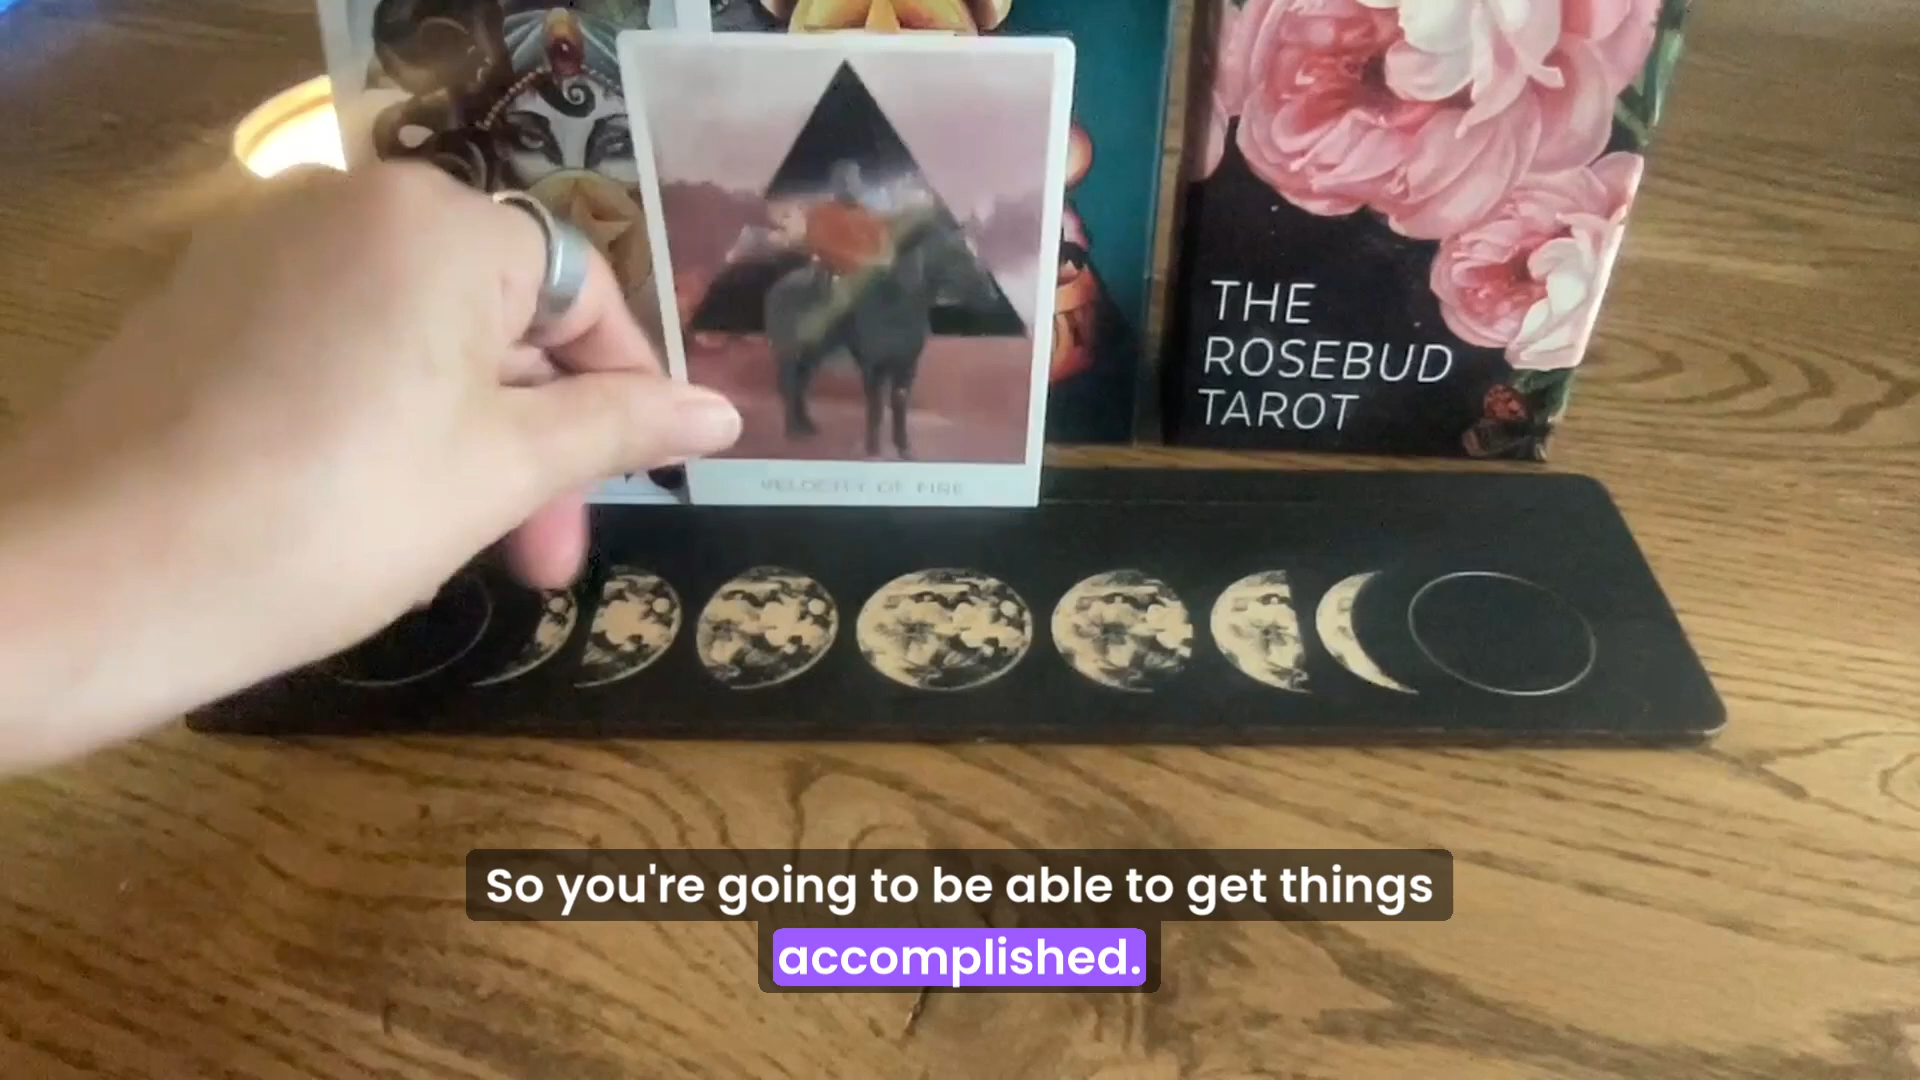 THE
ROSEBUD
TAROT
VELOCITY OF FIRE
So you're going to be able to get things
accomplished.